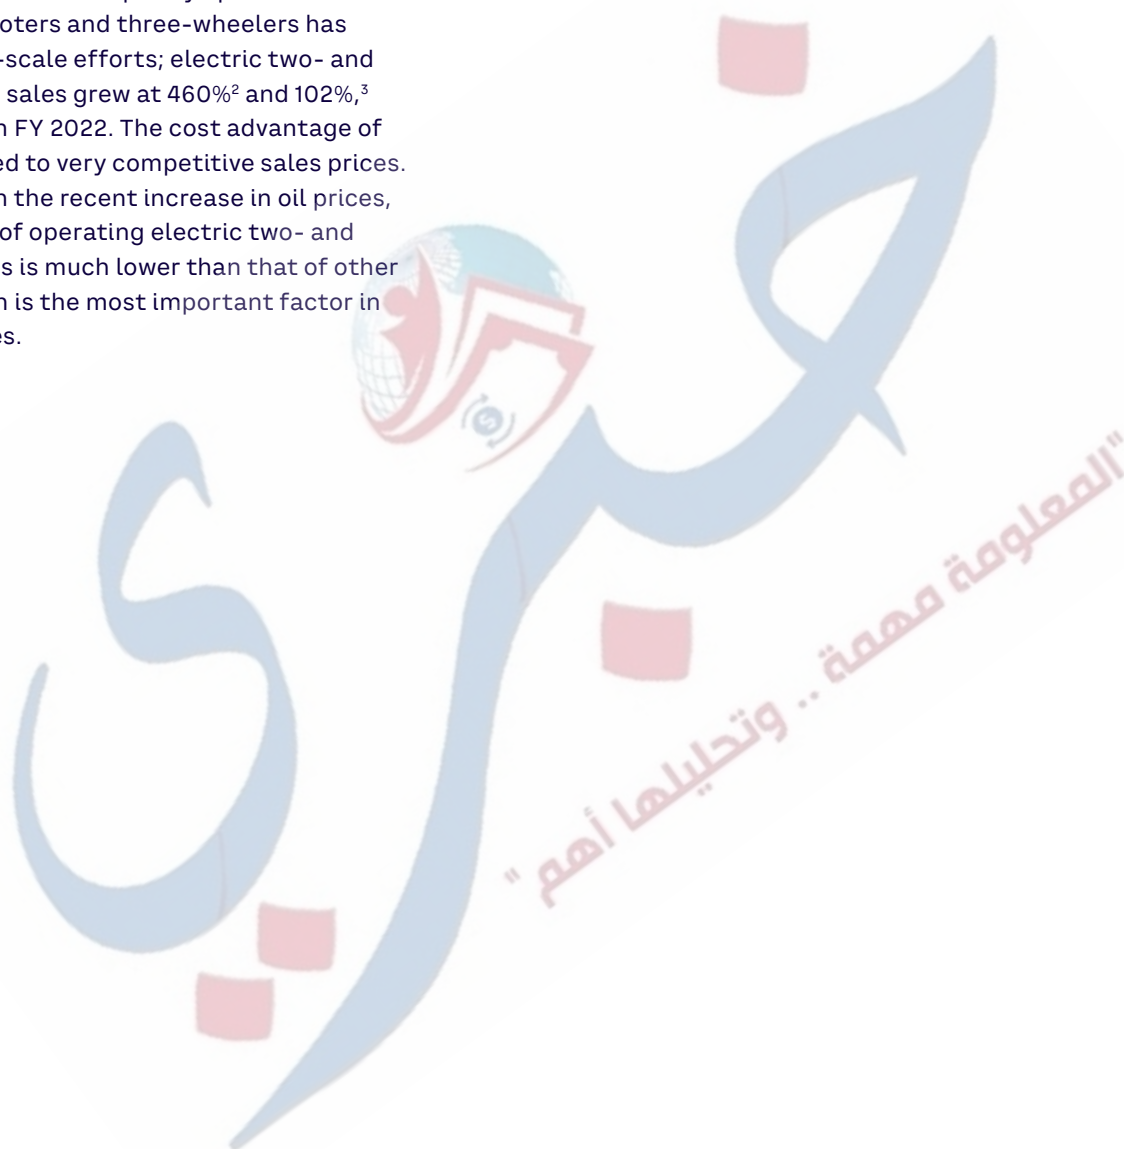 oters and three-wheelers has
-scale efforts; electric two- and
sales grew at 460%² and 102%,³
n FY 2022. The cost advantage of
ed to very competitive sales prices.
n the recent increase in oil prices,
of operating electric two- and
s is much lower than that of other
n is the most important factor in
es.
خبري
"المعلومة مهمة .. وتحليلها أهم "